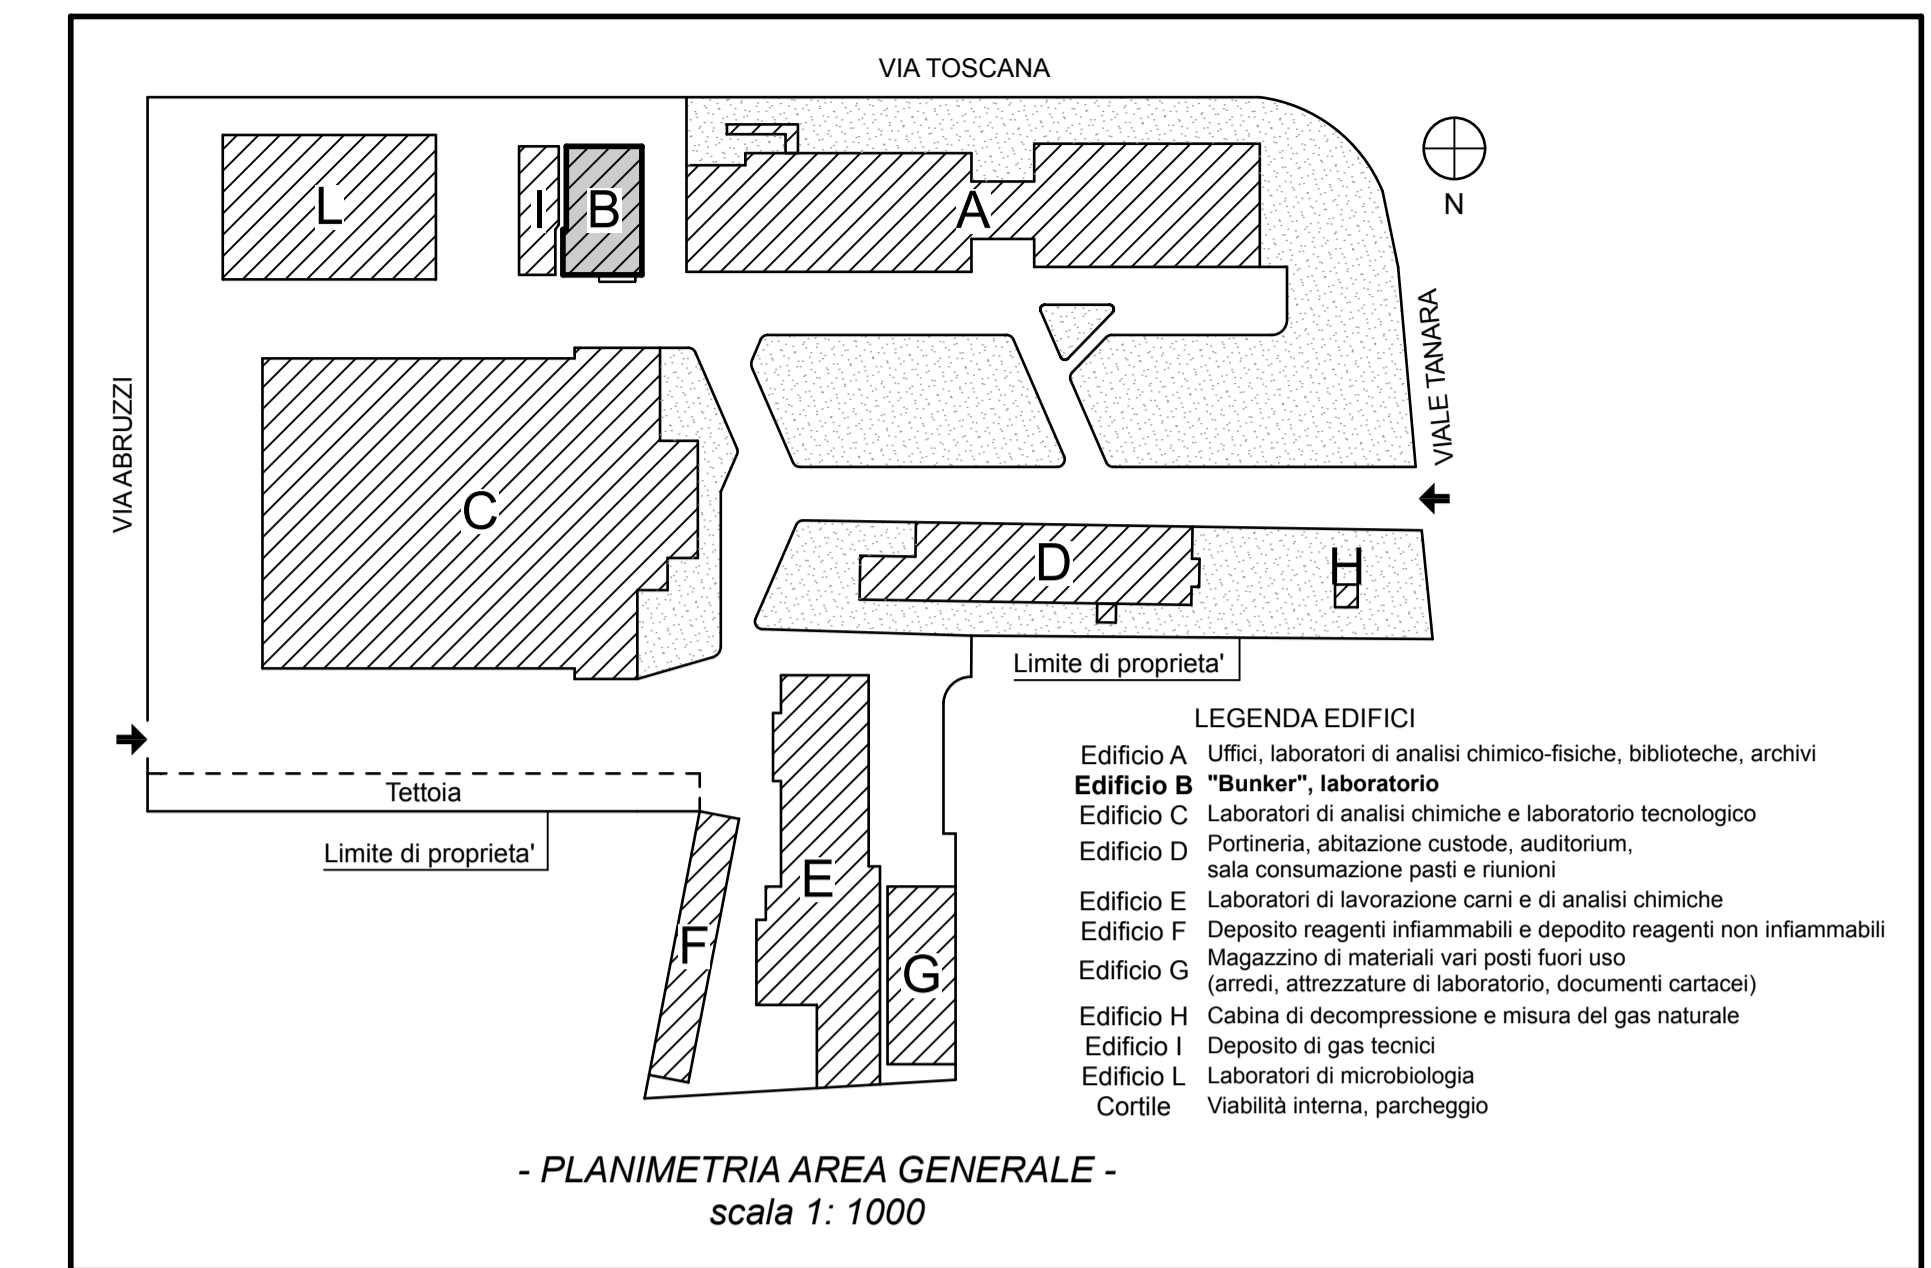 VIA TOSCANA
L
I
B
A
N
VIA ABRUZZI
VIALE TANARA
C
D
H
Limite di proprieta'
Tettoia
Limite di proprieta'
E
F
G
LEGENDA EDIFICI
Edificio A Uffici, laboratori di analisi chimico-fisiche, biblioteche, archivi
Edificio B "Bunker", laboratorio
Edificio C Laboratori di analisi chimiche e laboratorio tecnologico
Edificio D Portineria, abitazione custode, auditorium,
sala consumazione pasti e riunioni
Edificio E Laboratori di lavorazione carni e di analisi chimiche
Edificio F Deposito reagenti infiammabili e depodito reagenti non infiammabili
Edificio G Magazzino di materiali vari posti fuori uso
(arredi, attrezzature di laboratorio, documenti cartacei)
Edificio H Cabina di decompressione e misura del gas naturale
Edificio I Deposito di gas tecnici
Edificio L Laboratori di microbiologia
Cortile Viabilità interna, parcheggio
- PLANIMETRIA AREA GENERALE -
scala 1: 1000